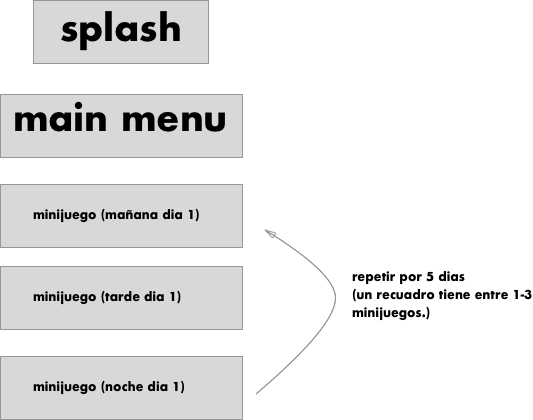 splash
main menu
minijuego (mañana dia 1)
minijuego (tarde dia 1)
minijuego (noche dia 1)
repetir por 5 dias
(un recuadro tiene entre 1-3
minijuegos.)